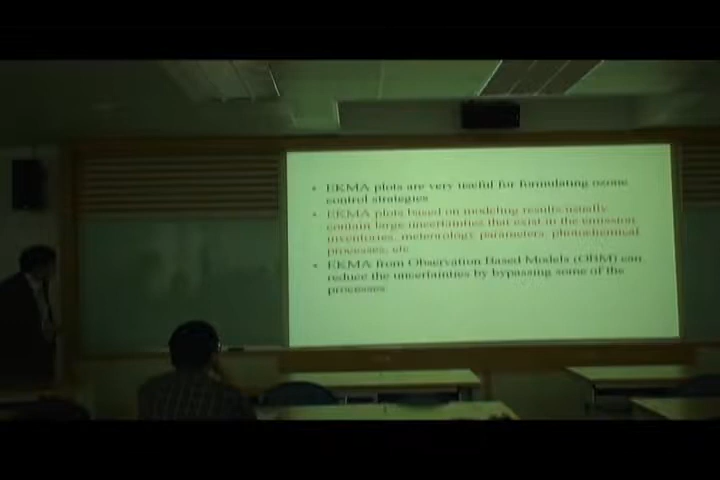 • EKMA plots are very useful for formulating ozone
control strategies
• EKMA plots based on modeling results usually
contain large uncertainties that exist in the emission
inventories, meteorology parameters, photochemical
processes, etc
• EKMA from Observation Based Models (OBM) can
reduce the uncertainties by bypassing some of the
processes